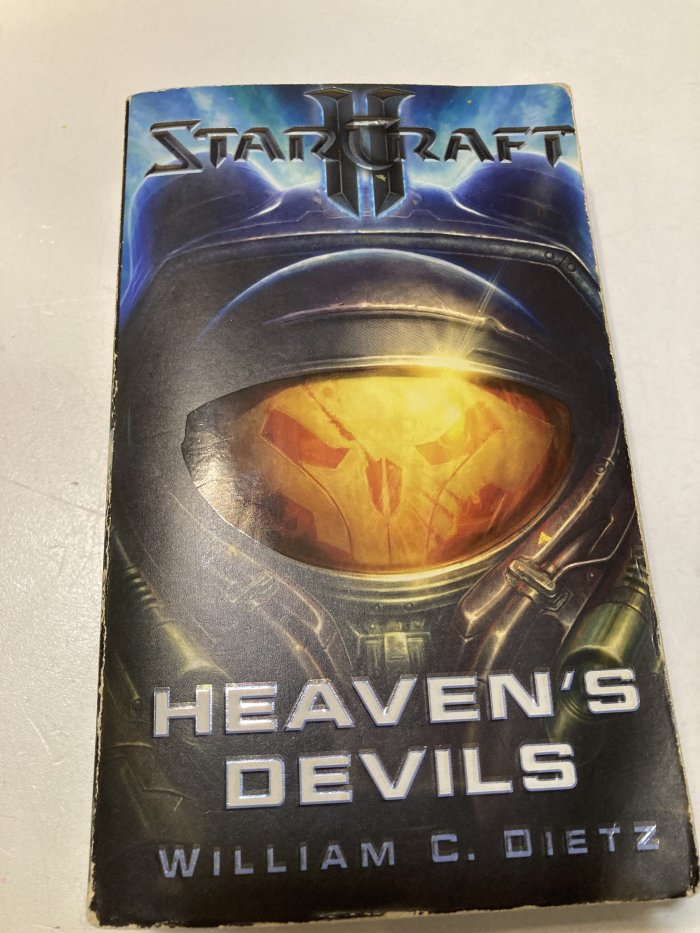 STARCRAFT II
HEAVEN'S
DEVILS
WILLIAM C. DIETZ